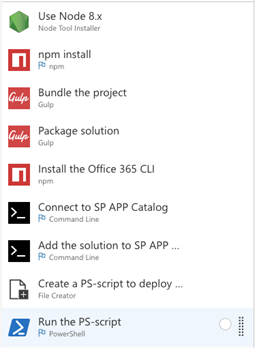 Use Node 8.x
Node Tool Installer
npm install
npm
Bundle the project
Gulp
Gulp
Package solution
Gulp
Gulp
Install the Office 365 CLI
npm
Connect to SP APP Catalog
Command Line
Add the solution to SP APP ...
Command Line
Create a PS-script to deploy ...
File Creator
Run the PS-script
PowerShell